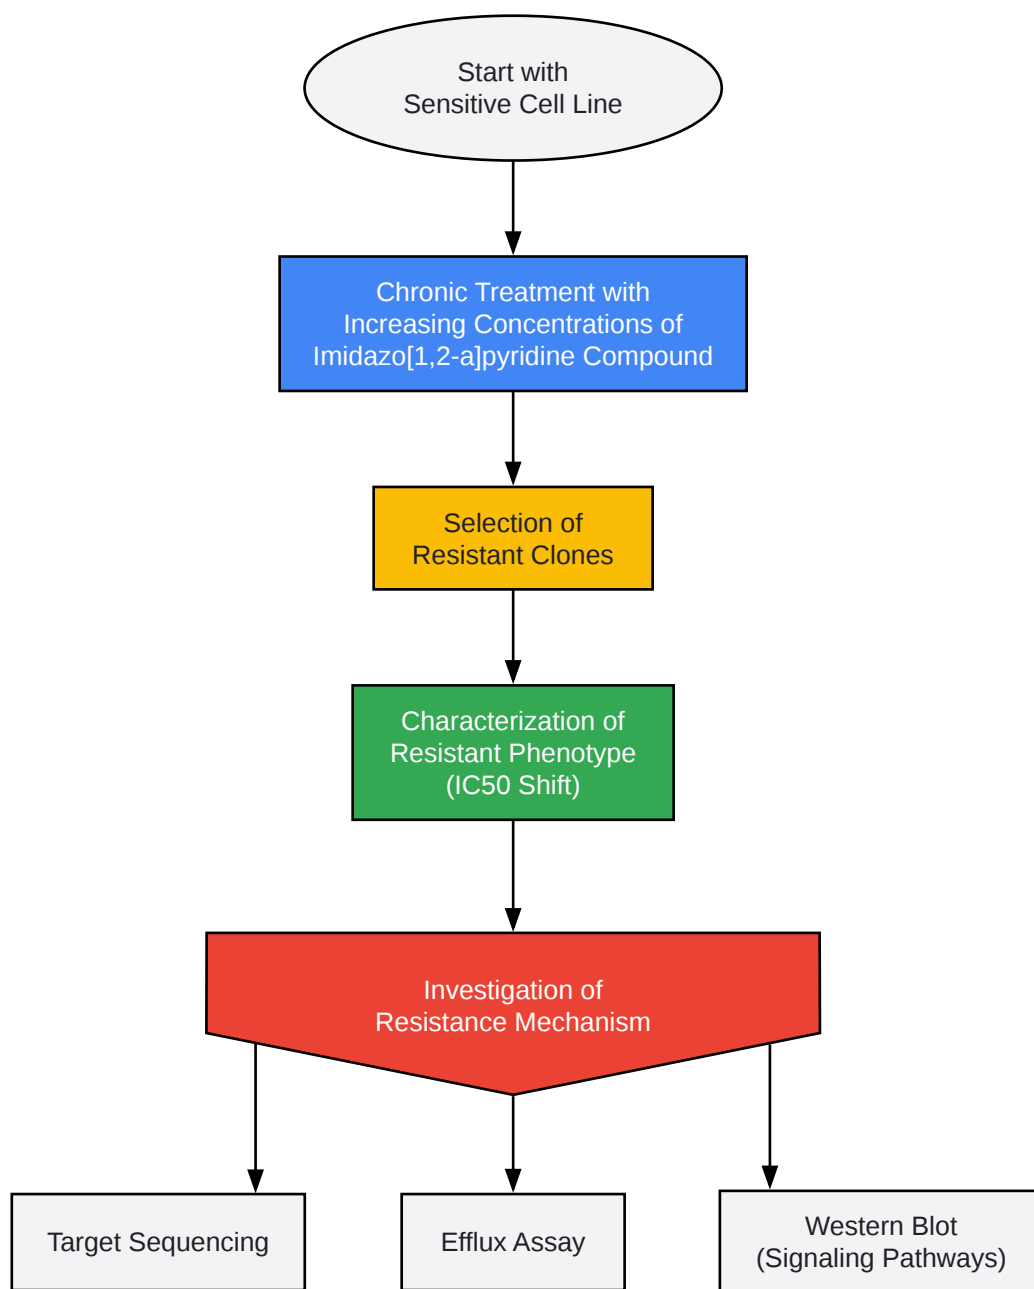 Start with
Sensitive Cell Line
Chronic Treatment with
Increasing Concentrations of
Imidazo[1,2-a]pyridine Compound
Selection of
Resistant Clones
Characterization of
Resistant Phenotype
(IC50 Shift)
Investigation of
Resistance Mechanism
Target Sequencing
Efflux Assay
Western Blot
(Signaling Pathways)